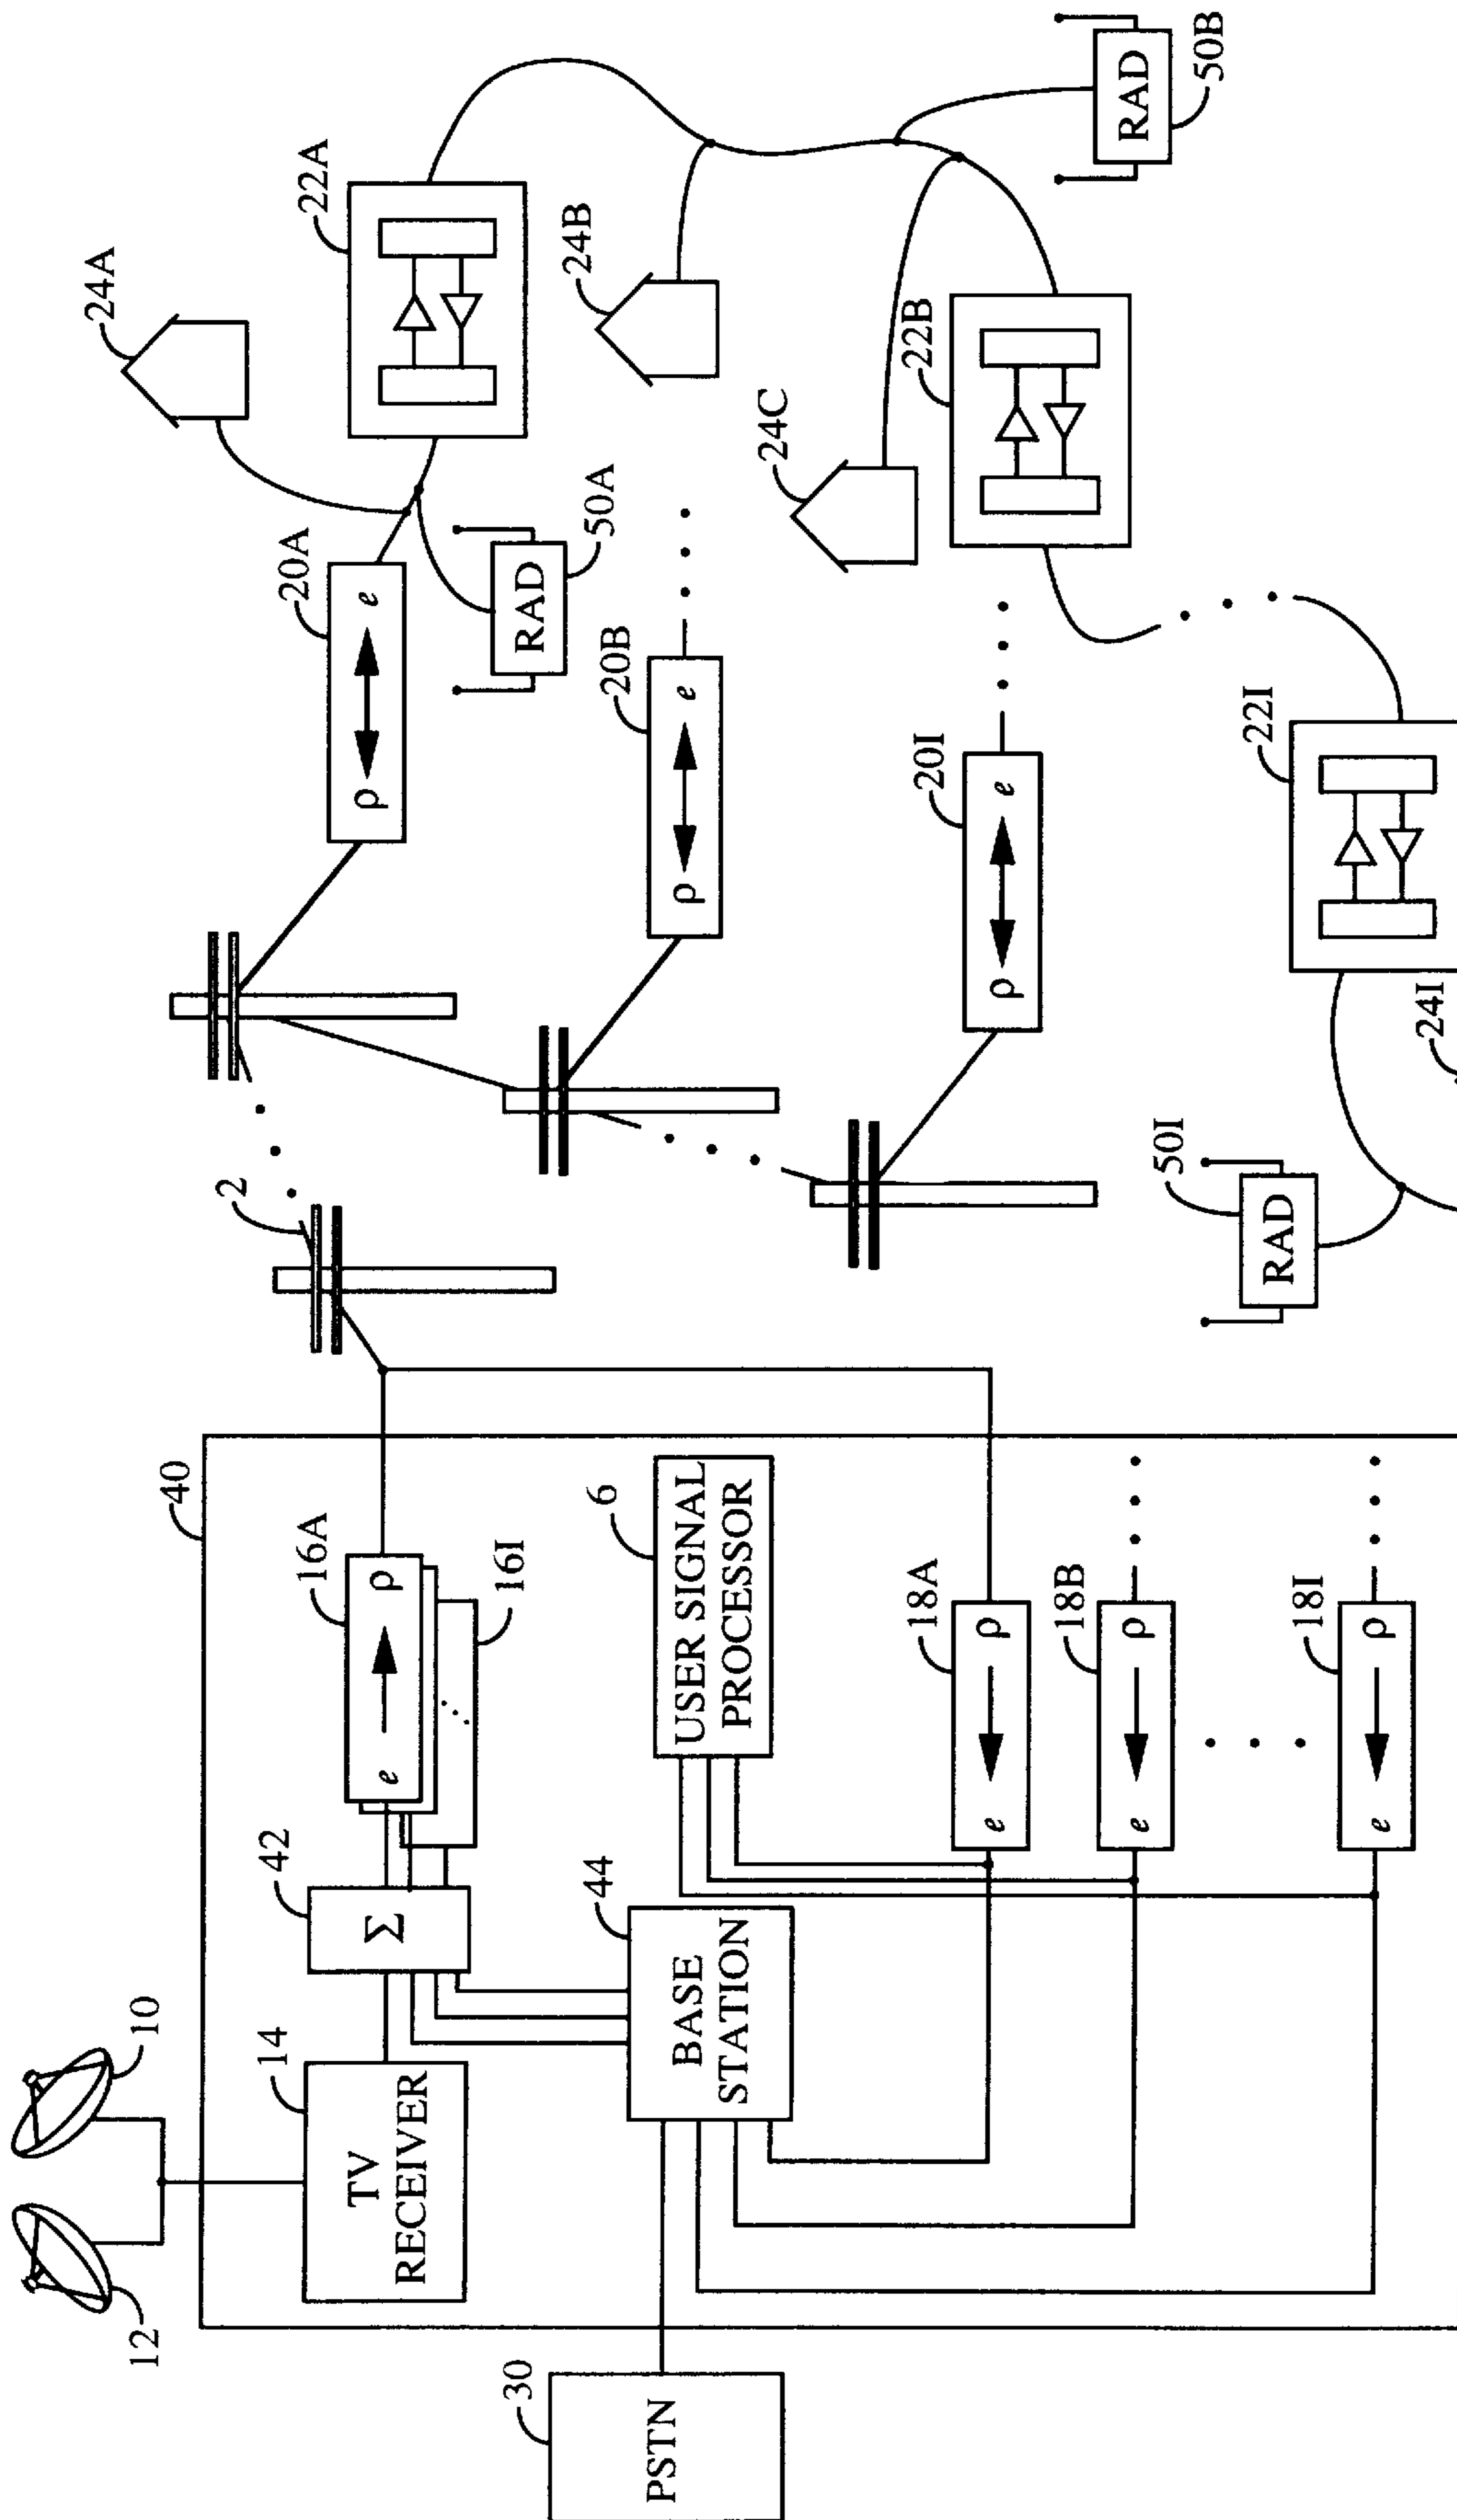 12
10
14
TV
RECEIVER
42
Σ
16A
e ρ
16I
40
2
30
PSTN
44
BASE
STATION
6
USER SIGNAL
PROCESSOR
18A
e ρ
18B
e ρ
18I
e ρ
20A
ρ e
20B
ρ e
20I
ρ e
24A
22A
RAD
50A
24B
24C
22B
RAD
50B
22I
24I
50I
RAD